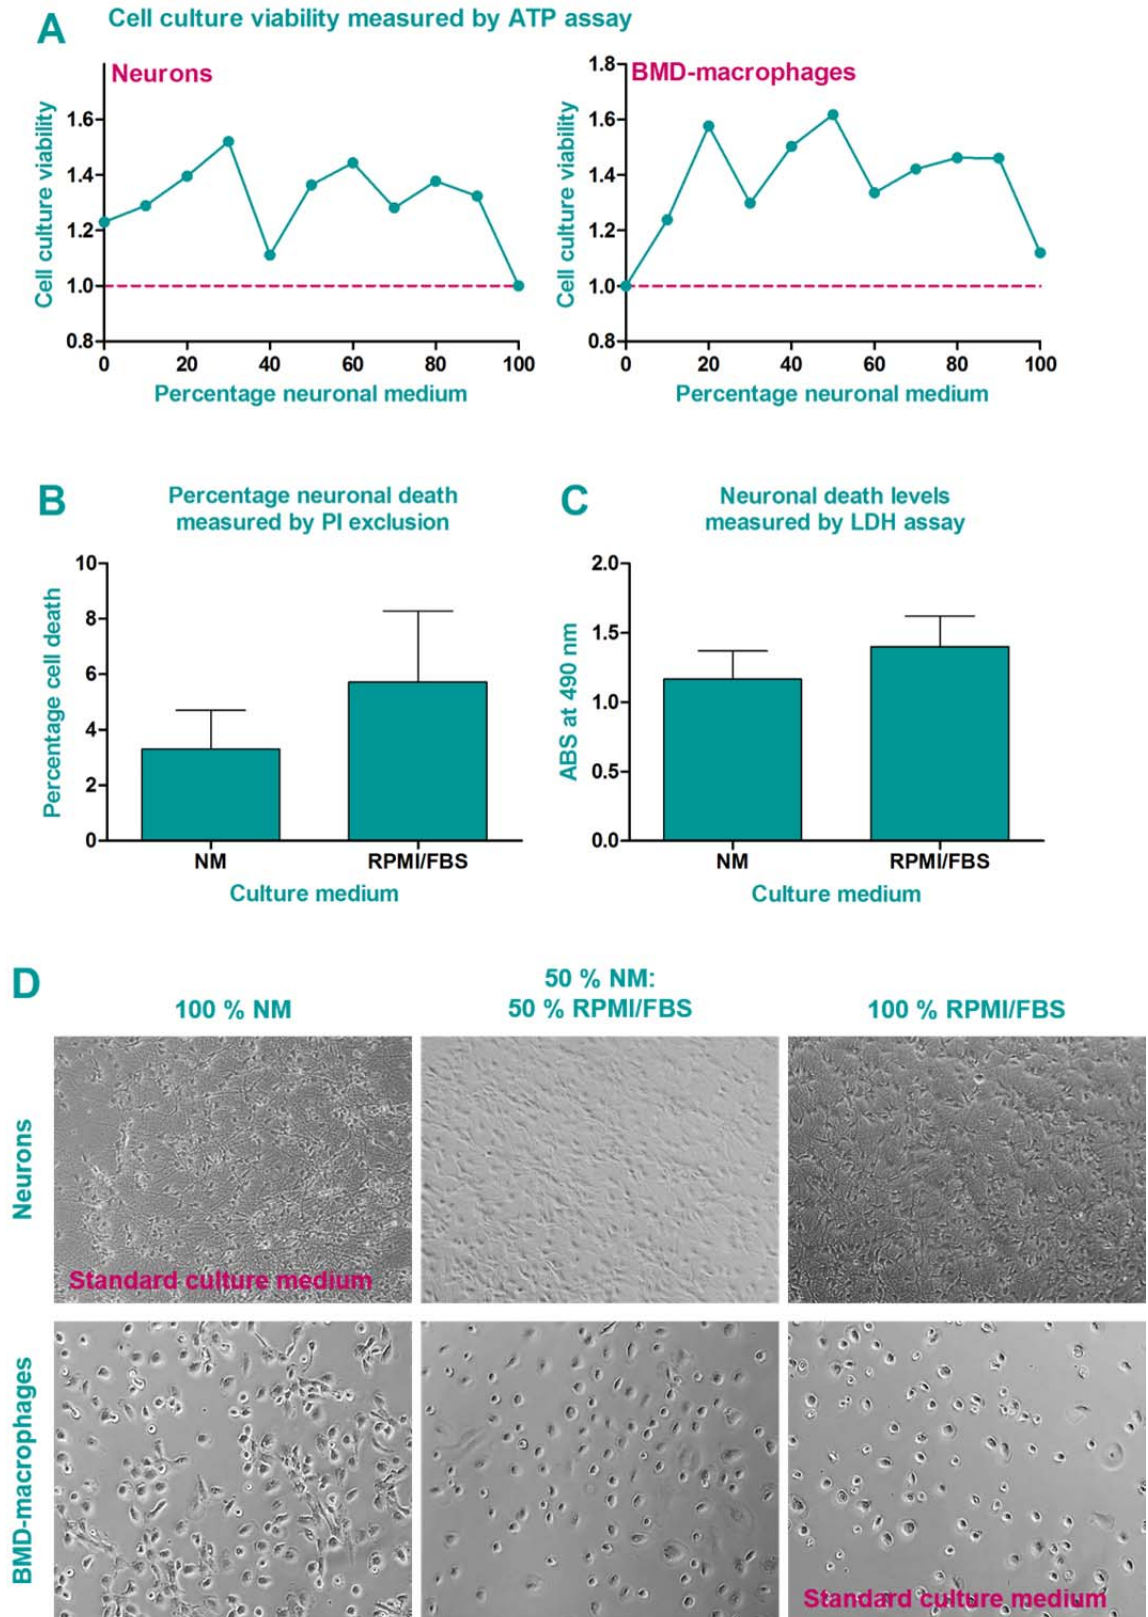 A
Cell culture viability measured by ATP assay
Neurons
Cell culture viability
1.6
1.4
1.2
1.0
0.8
0
20
40
60
80
100
Percentage neuronal medium
BMD-macrophages
Cell culture viability
1.8
1.6
1.4
1.2
1.0
0.8
0
20
40
60
80
100
Percentage neuronal medium
B
Percentage neuronal death
measured by PI exclusion
Percentage cell death
10
8
6
4
2
0
NM
RPMI/FBS
Culture medium
C
Neuronal death levels
measured by LDH assay
ABS at 490 nm
2.0
1.5
1.0
0.5
0.0
NM
RPMI/FBS
Culture medium
D
100 % NM
50 % NM:
50 % RPMI/FBS
100 % RPMI/FBS
Neurons
Standard culture medium
BMD-macrophages
Standard culture medium